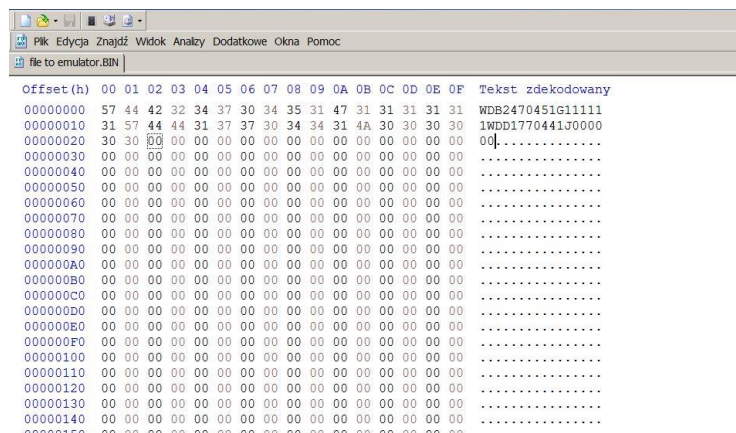 Plik Edycja Znajdź Widok Analizy Dodatkowe Okna Pomoc
file to emulator.BIN
Offset(h) 00 01 02 03 04 05 06 07 08 09 0A 0B 0C 0D 0E 0F Tekst zdekodowany
00000000 57 44 42 32 34 37 30 34 35 31 47 31 31 31 31 31 WDB2470451G11111
00000010 31 57 44 44 31 37 37 30 34 34 31 4A 30 30 30 30 1WDD1770441J0000
00000020 30 30 00 00 00 00 00 00 00 00 00 00 00 00 00 00 00..............
00000030 00 00 00 00 00 00 00 00 00 00 00 00 00 00 00 00 ................
00000040 00 00 00 00 00 00 00 00 00 00 00 00 00 00 00 00 ................
00000050 00 00 00 00 00 00 00 00 00 00 00 00 00 00 00 00 ................
00000060 00 00 00 00 00 00 00 00 00 00 00 00 00 00 00 00 ................
00000070 00 00 00 00 00 00 00 00 00 00 00 00 00 00 00 00 ................
00000080 00 00 00 00 00 00 00 00 00 00 00 00 00 00 00 00 ................
00000090 00 00 00 00 00 00 00 00 00 00 00 00 00 00 00 00 ................
000000A0 00 00 00 00 00 00 00 00 00 00 00 00 00 00 00 00 ................
000000B0 00 00 00 00 00 00 00 00 00 00 00 00 00 00 00 00 ................
000000C0 00 00 00 00 00 00 00 00 00 00 00 00 00 00 00 00 ................
000000D0 00 00 00 00 00 00 00 00 00 00 00 00 00 00 00 00 ................
000000E0 00 00 00 00 00 00 00 00 00 00 00 00 00 00 00 00 ................
000000F0 00 00 00 00 00 00 00 00 00 00 00 00 00 00 00 00 ................
00000100 00 00 00 00 00 00 00 00 00 00 00 00 00 00 00 00 ................
00000110 00 00 00 00 00 00 00 00 00 00 00 00 00 00 00 00 ................
00000120 00 00 00 00 00 00 00 00 00 00 00 00 00 00 00 00 ................
00000130 00 00 00 00 00 00 00 00 00 00 00 00 00 00 00 00 ................
00000140 00 00 00 00 00 00 00 00 00 00 00 00 00 00 00 00 ................